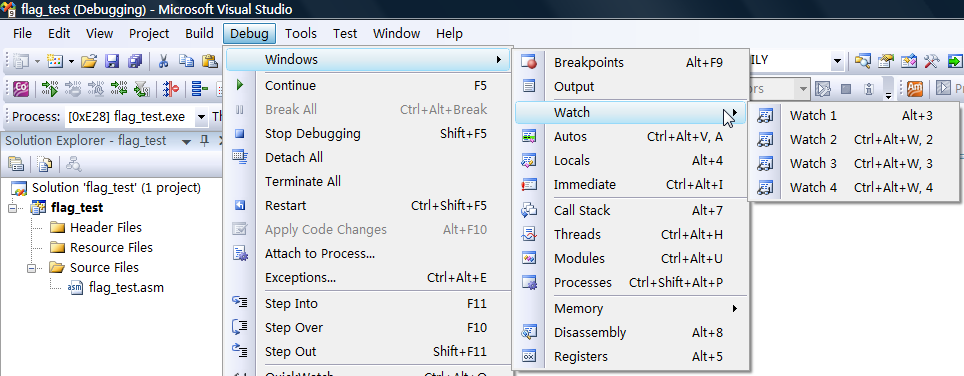 flag_test (Debugging) - Microsoft Visual Studio
File Edit View Project Build Debug Tools Test Window Help
Process: [0xE28] flag_test.exe
Solution Explorer - flag_test
Solution 'flag_test' (1 project)
flag_test
Header Files
Resource Files
Source Files
asm flag_test.asm
Windows
Continue F5
Break All Ctrl+Alt+Break
Stop Debugging Shift+F5
Detach All
Terminate All
Restart Ctrl+Shift+F5
Apply Code Changes Alt+F10
Attach to Process...
Exceptions... Ctrl+Alt+E
Step Into F11
Step Over F10
Step Out Shift+F11
Breakpoints Alt+F9
Output
Watch
Autos Ctrl+Alt+V, A
Locals Alt+4
Immediate Ctrl+Alt+I
Call Stack Alt+7
Threads Ctrl+Alt+H
Modules Ctrl+Alt+U
Processes Ctrl+Shift+Alt+P
Memory
Disassembly Alt+8
Registers Alt+5
Watch 1 Alt+3
Watch 2 Ctrl+Alt+W, 2
Watch 3 Ctrl+Alt+W, 3
Watch 4 Ctrl+Alt+W, 4